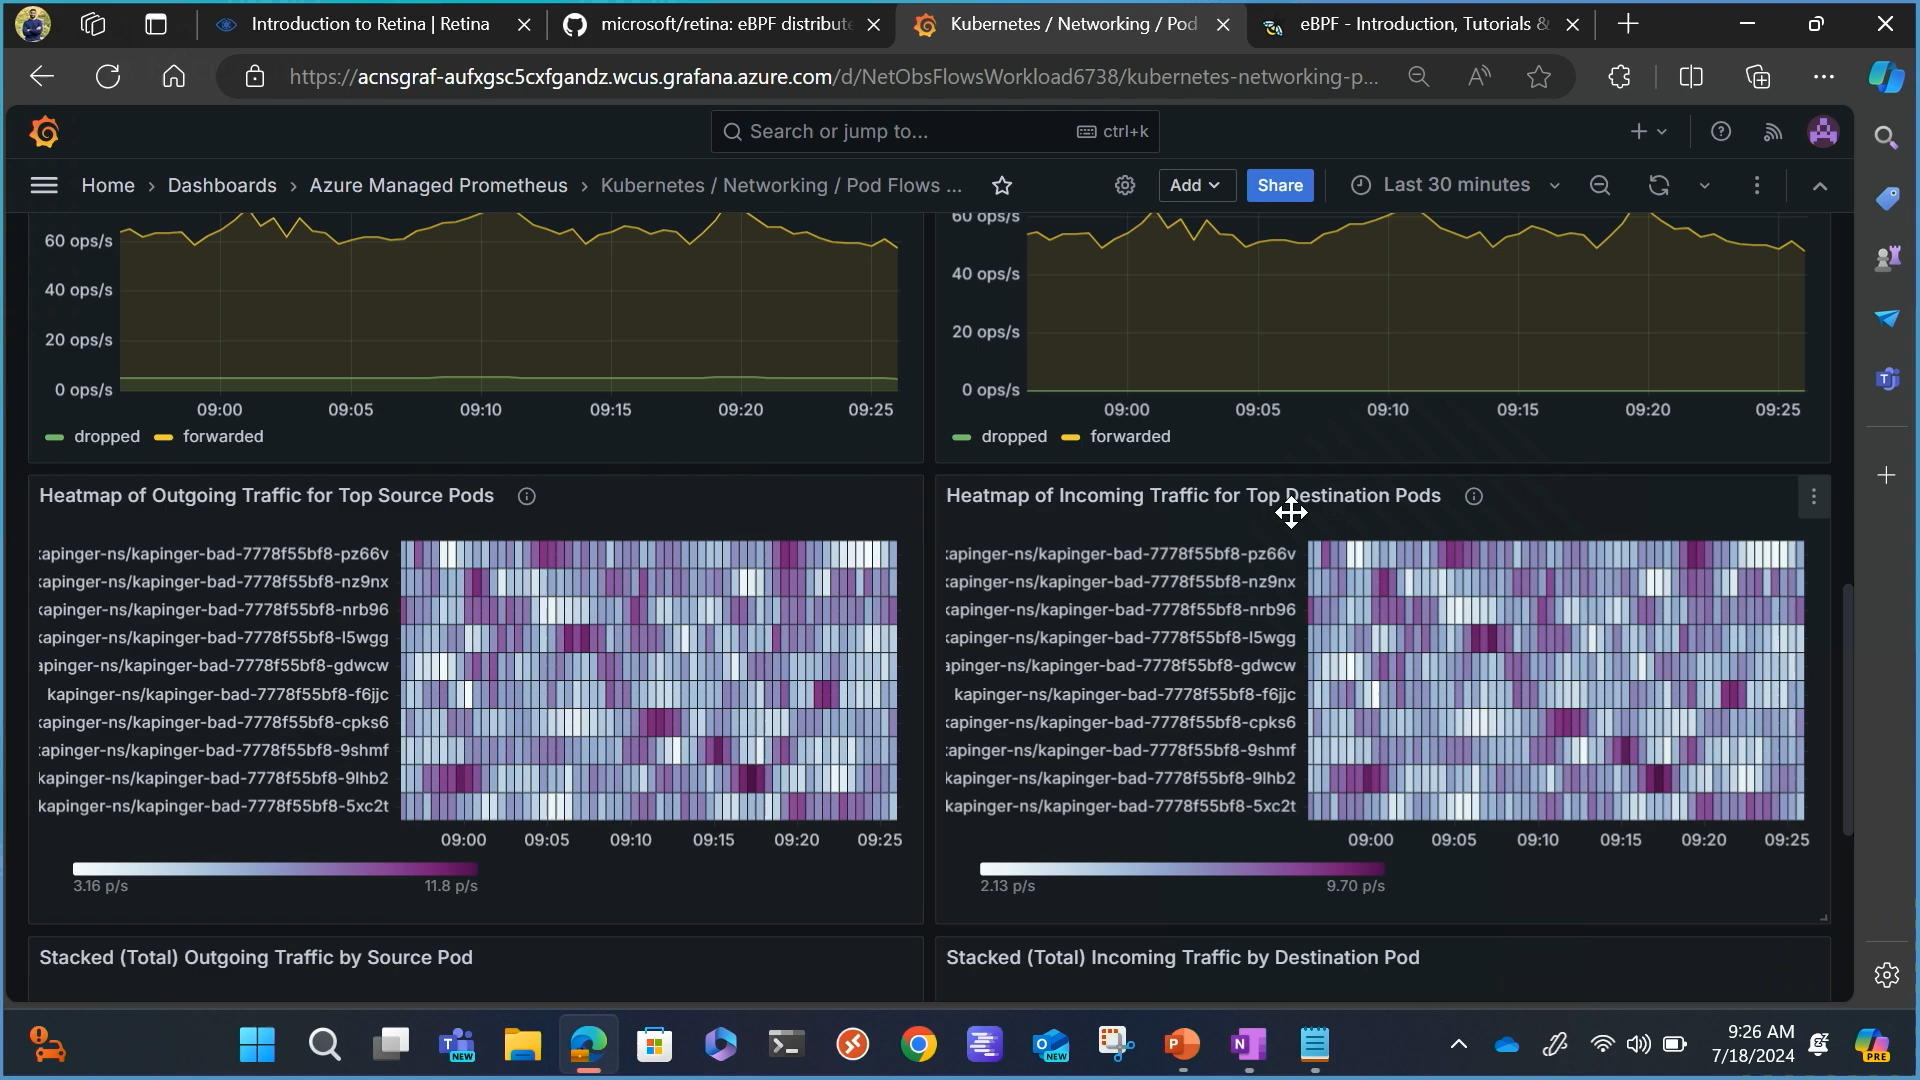 Introduction to Retina | Retina
microsoft/retina: eBPF distribute
Kubernetes / Networking / Pod
eBPF - Introduction, Tutorials &
https://acnsgraf-aufxgsc5cxfgandz.wcus.grafana.azure.com/d/NetObsFlowsWorkload6738/kubernetes-networking-p...
Search or jump to...
ctrl+k
Home › Dashboards › Azure Managed Prometheus › Kubernetes / Networking / Pod Flows ...
Add
Share
Last 30 minutes
60 ops/s
40 ops/s
20 ops/s
0 ops/s
09:00 09:05 09:10 09:15 09:20 09:25
dropped forwarded
60 ops/s
40 ops/s
20 ops/s
0 ops/s
09:00 09:05 09:10 09:15 09:20 09:25
dropped forwarded
Heatmap of Outgoing Traffic for Top Source Pods
kapinger-ns/kapinger-bad-7778f55bf8-pz66v
kapinger-ns/kapinger-bad-7778f55bf8-nz9nx
kapinger-ns/kapinger-bad-7778f55bf8-nrb96
kapinger-ns/kapinger-bad-7778f55bf8-l5wgg
apinger-ns/kapinger-bad-7778f55bf8-gdwcw
kapinger-ns/kapinger-bad-7778f55bf8-f6jjc
kapinger-ns/kapinger-bad-7778f55bf8-cpks6
kapinger-ns/kapinger-bad-7778f55bf8-9shmf
kapinger-ns/kapinger-bad-7778f55bf8-9lhb2
kapinger-ns/kapinger-bad-7778f55bf8-5xc2t
09:00 09:05 09:10 09:15 09:20 09:25
3.16 p/s 11.8 p/s
Heatmap of Incoming Traffic for Top Destination Pods
kapinger-ns/kapinger-bad-7778f55bf8-pz66v
kapinger-ns/kapinger-bad-7778f55bf8-nz9nx
kapinger-ns/kapinger-bad-7778f55bf8-nrb96
kapinger-ns/kapinger-bad-7778f55bf8-l5wgg
apinger-ns/kapinger-bad-7778f55bf8-gdwcw
kapinger-ns/kapinger-bad-7778f55bf8-f6jjc
kapinger-ns/kapinger-bad-7778f55bf8-cpks6
kapinger-ns/kapinger-bad-7778f55bf8-9shmf
kapinger-ns/kapinger-bad-7778f55bf8-9lhb2
kapinger-ns/kapinger-bad-7778f55bf8-5xc2t
09:00 09:05 09:10 09:15 09:20 09:25
2.13 p/s 9.70 p/s
Stacked (Total) Outgoing Traffic by Source Pod
Stacked (Total) Incoming Traffic by Destination Pod
NEW
NEW
PRE
9:26 AM
7/18/2024